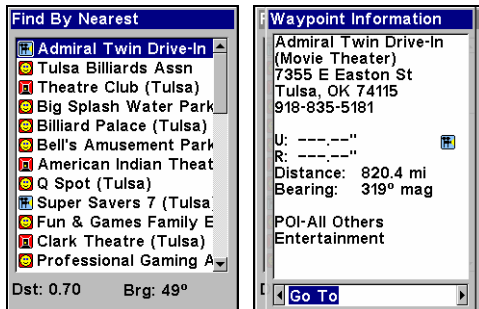 Find By Nearest
Admiral Twin Drive-In
Tulsa Billiards Assn
Theatre Club (Tulsa)
Big Splash Water Park
Billiard Palace (Tulsa)
Bell's Amusement Park
American Indian Theat
Q Spot (Tulsa)
Super Savers 7 (Tulsa
Fun & Games Family E
Clark Theatre (Tulsa)
Professional Gaming A
Dst: 0.70 Brg: 49º
Waypoint Information
Admiral Twin Drive-In
(Movie Theater)
7355 E Easton St
Tulsa, OK 74115
918-835-5181
U: ---.--"
R: ---.--"
Distance: 820.4 mi
Bearing: 319º mag
POI-All Others
Entertainment
Go To